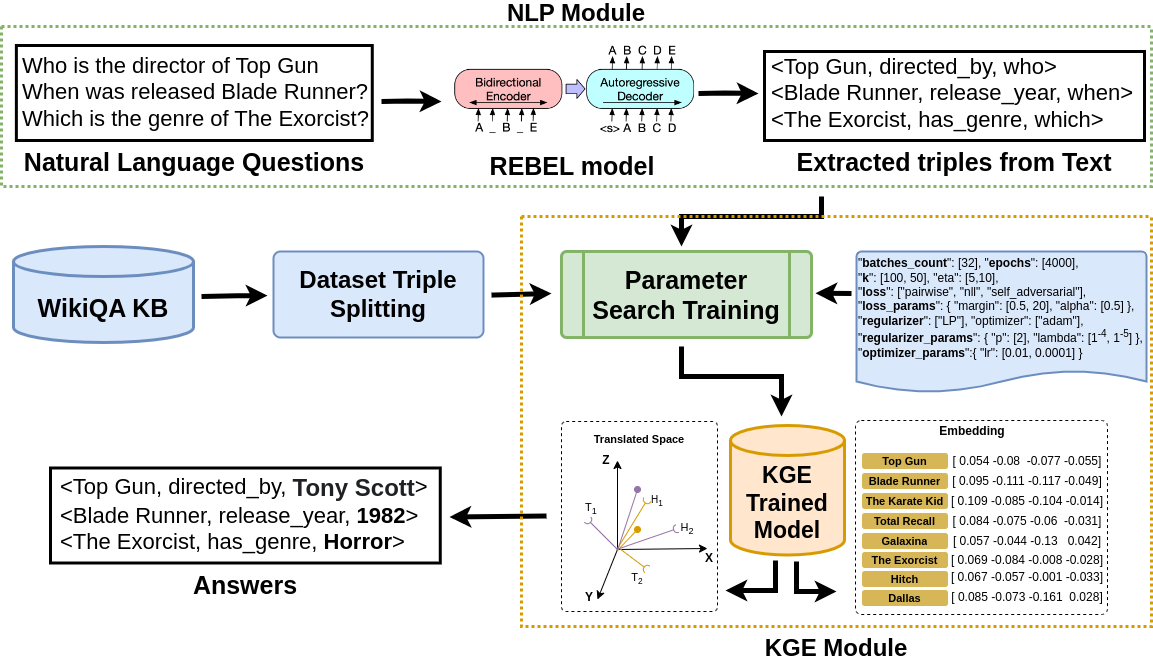 NLP Module
Who is the director of Top Gun
When was released Blade Runner?
Which is the genre of The Exorcist?
Natural Language Questions
A B C D E
Bidirectional
Encoder
Autoregressive
Decoder
A _ B _ E
<s> A B C D
REBEL model
<Top Gun, directed_by, who>
<Blade Runner, release_year, when>
<The Exorcist, has_genre, which>
Extracted triples from Text
WikiQA KB
Dataset Triple
Splitting
Parameter
Search Training
"batches_count": [32], "epochs": [4000],
"k": [100, 50], "eta": [5,10],
"loss": ["pairwise", "nll", "self_adversarial"],
"loss_params": { "margin": [0.5, 20], "alpha": [0.5] },
"regularizer": ["LP"], "optimizer": ["adam"],
"regularizer_params": { "p": [2], "lambda": [1-4, 1-5] },
"optimizer_params":{ "lr": [0.01, 0.0001] }
Translated Space
Z
T1
H1
H2
X
T2
Y
KGE
Trained
Model
Embedding
Top Gun [ 0.054 -0.08 -0.077 -0.055]
Blade Runner [ 0.095 -0.111 -0.117 -0.049]
The Karate Kid [ 0.109 -0.085 -0.104 -0.014]
Total Recall [ 0.084 -0.075 -0.06 -0.031]
Galaxina [ 0.057 -0.044 -0.13 0.042]
The Exorcist [ 0.069 -0.084 -0.008 -0.028]
Hitch [ 0.067 -0.057 -0.001 -0.033]
Dallas [ 0.085 -0.073 -0.161 0.028]
<Top Gun, directed_by, Tony Scott>
<Blade Runner, release_year, 1982>
<The Exorcist, has_genre, Horror>
Answers
KGE Module